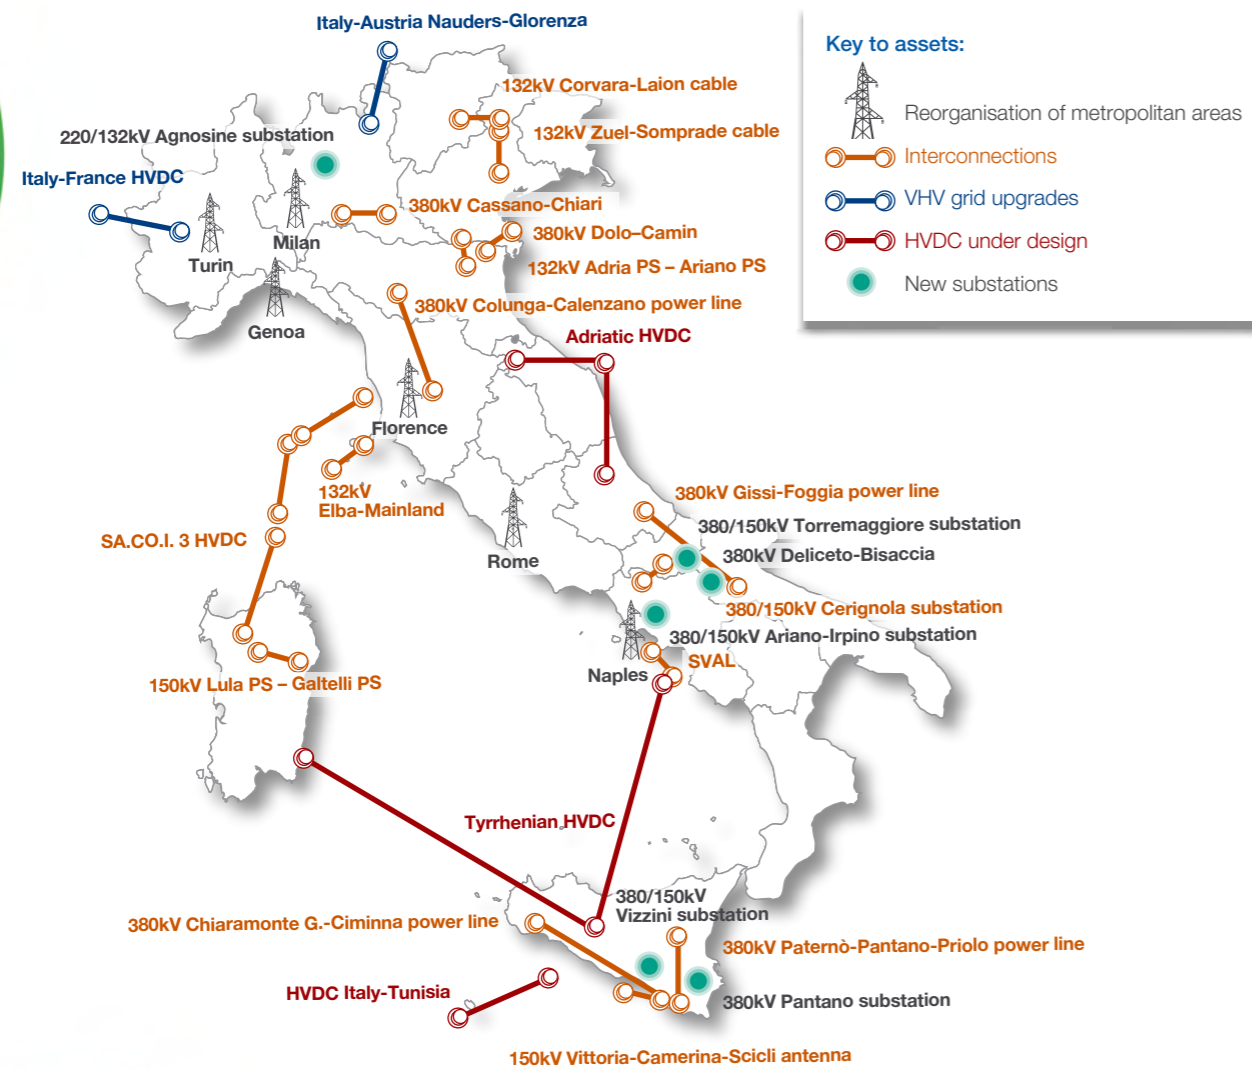 Italy-Austria Nauders-Glorenza
Key to assets:
132kV Corvara-Laion cable
Reorganisation of metropolitan areas
220/132kV Agnosine substation
132kV Zuel-Somprade cable
Interconnections
Italy-France HVDC
VHV grid upgrades
380kV Cassano-Chiari
380kV Dolo–Camin
HVDC under design
Milan
Turin
132kV Adria PS – Ariano PS
New substations
380kV Colunga-Calenzano power line
Genoa
Adriatic HVDC
Florence
132kV
Elba-Mainland
380kV Gissi-Foggia power line
380/150kV Torremaggiore substation
SA.CO.I. 3 HVDC
380kV Deliceto-Bisaccia
Rome
380/150kV Cerignola substation
380/150kV Ariano-Irpino substation
SVAL
Naples
150kV Lula PS – Galtelli PS
Tyrrhenian HVDC
380/150kV
Vizzini substation
380kV Chiaramonte G.-Ciminna power line
380kV Paternò-Pantano-Priolo power line
HVDC Italy-Tunisia
380kV Pantano substation
150kV Vittoria-Camerina-Scicli antenna